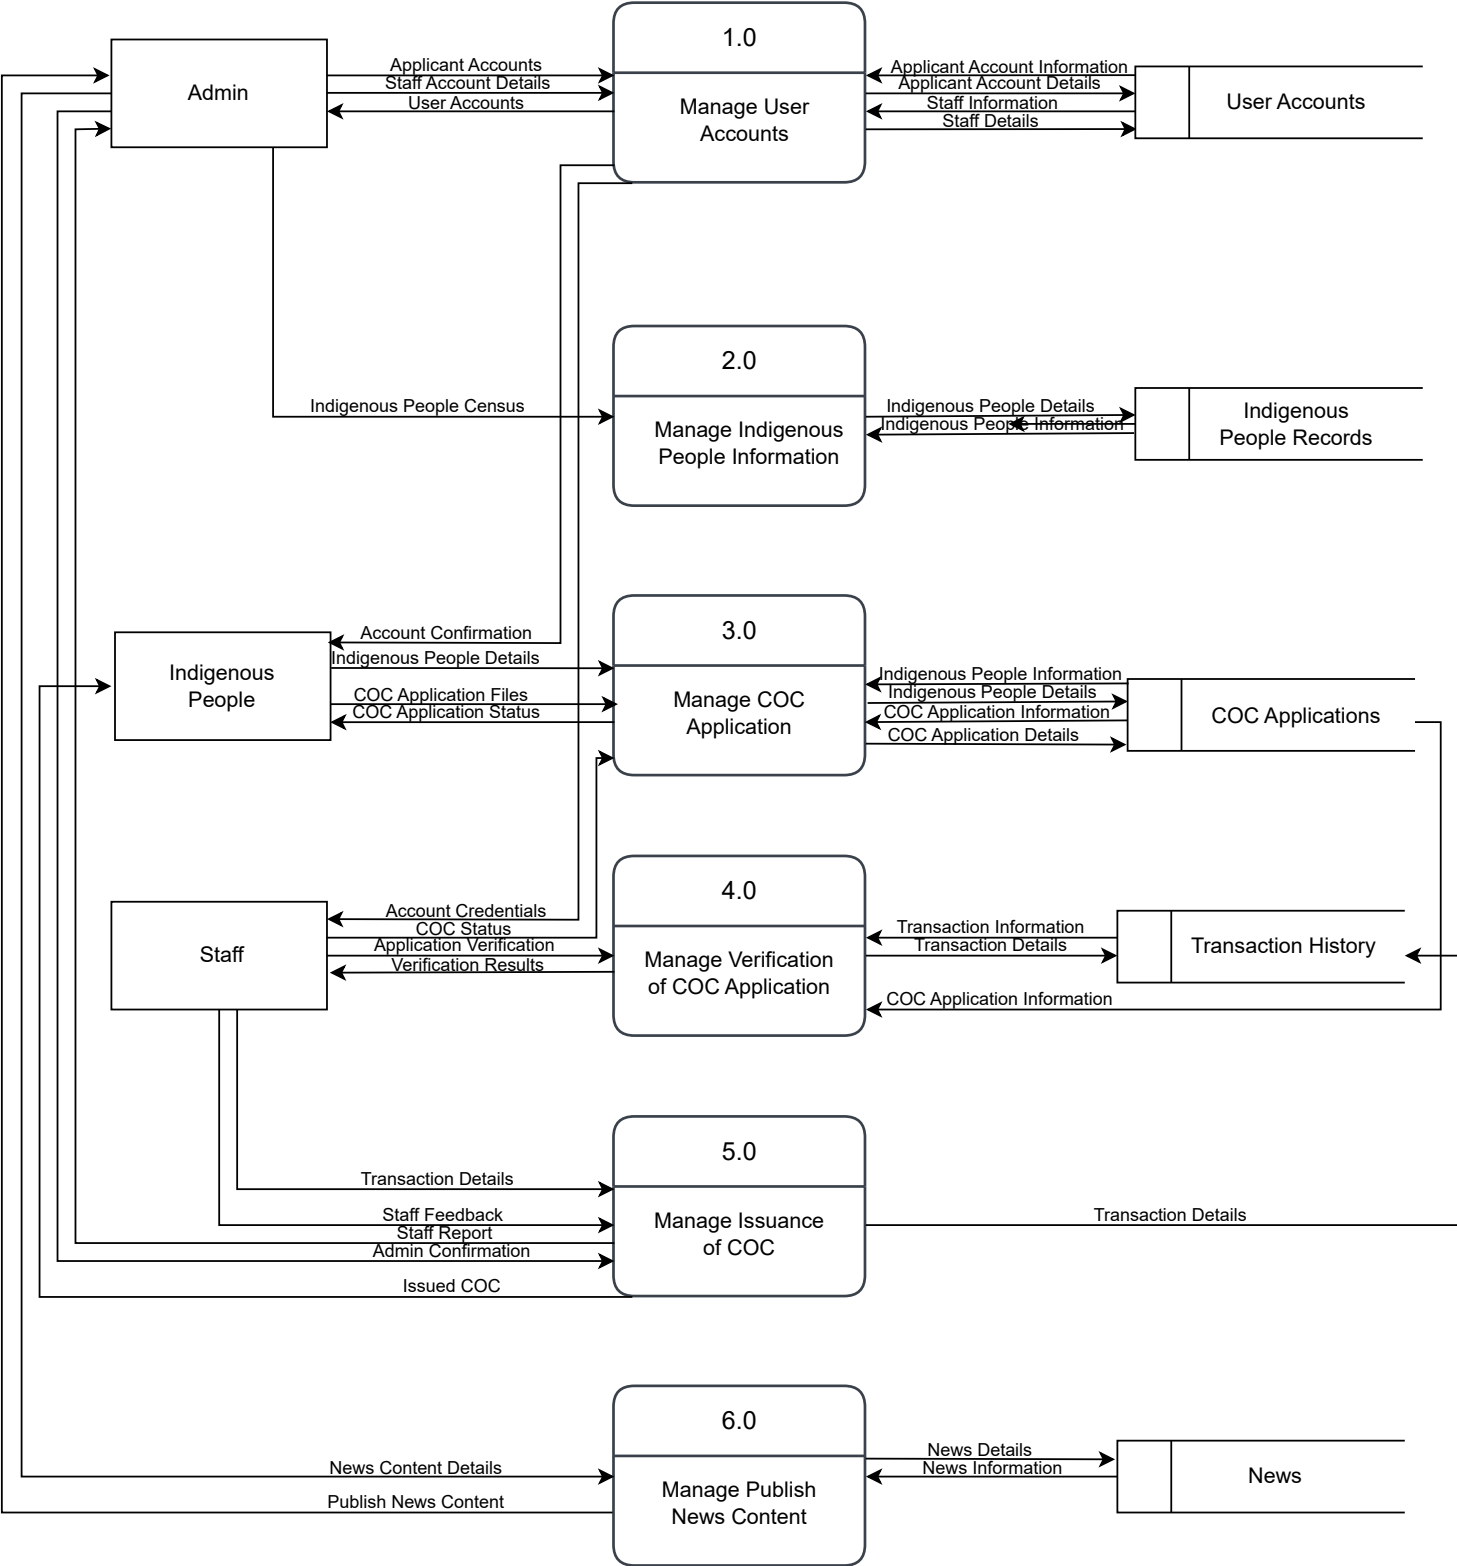 1.0
Admin
Applicant Accounts
Staff Account Details
User Accounts
Manage User
Accounts
Applicant Account Information
Applicant Account Details
Staff Information
Staff Details
User Accounts
2.0
Indigenous People Census
Manage Indigenous
People Information
Indigenous People Details
Indigenous People Information
Indigenous
People Records
3.0
Indigenous
People
Account Confirmation
Indigenous People Details
COC Application Files
COC Application Status
Manage COC
Application
Indigenous People Information
Indigenous People Details
COC Application Information
COC Application Details
COC Applications
4.0
Staff
Account Credentials
COC Status
Application Verification
Verification Results
Manage Verification
of COC Application
Transaction Information
Transaction Details
COC Application Information
Transaction History
5.0
Transaction Details
Staff Feedback
Staff Report
Admin Confirmation
Issued COC
Manage Issuance
of COC
Transaction Details
6.0
News Content Details
Publish News Content
Manage Publish
News Content
News Details
News Information
News